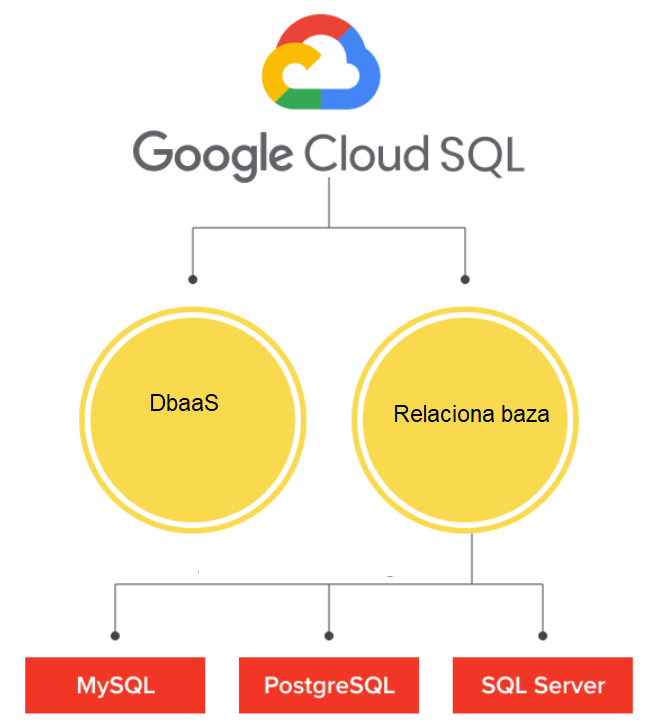 Google Cloud SQL
DbaaS
Relaciona baza
MySQL
PostgreSQL
SQL Server